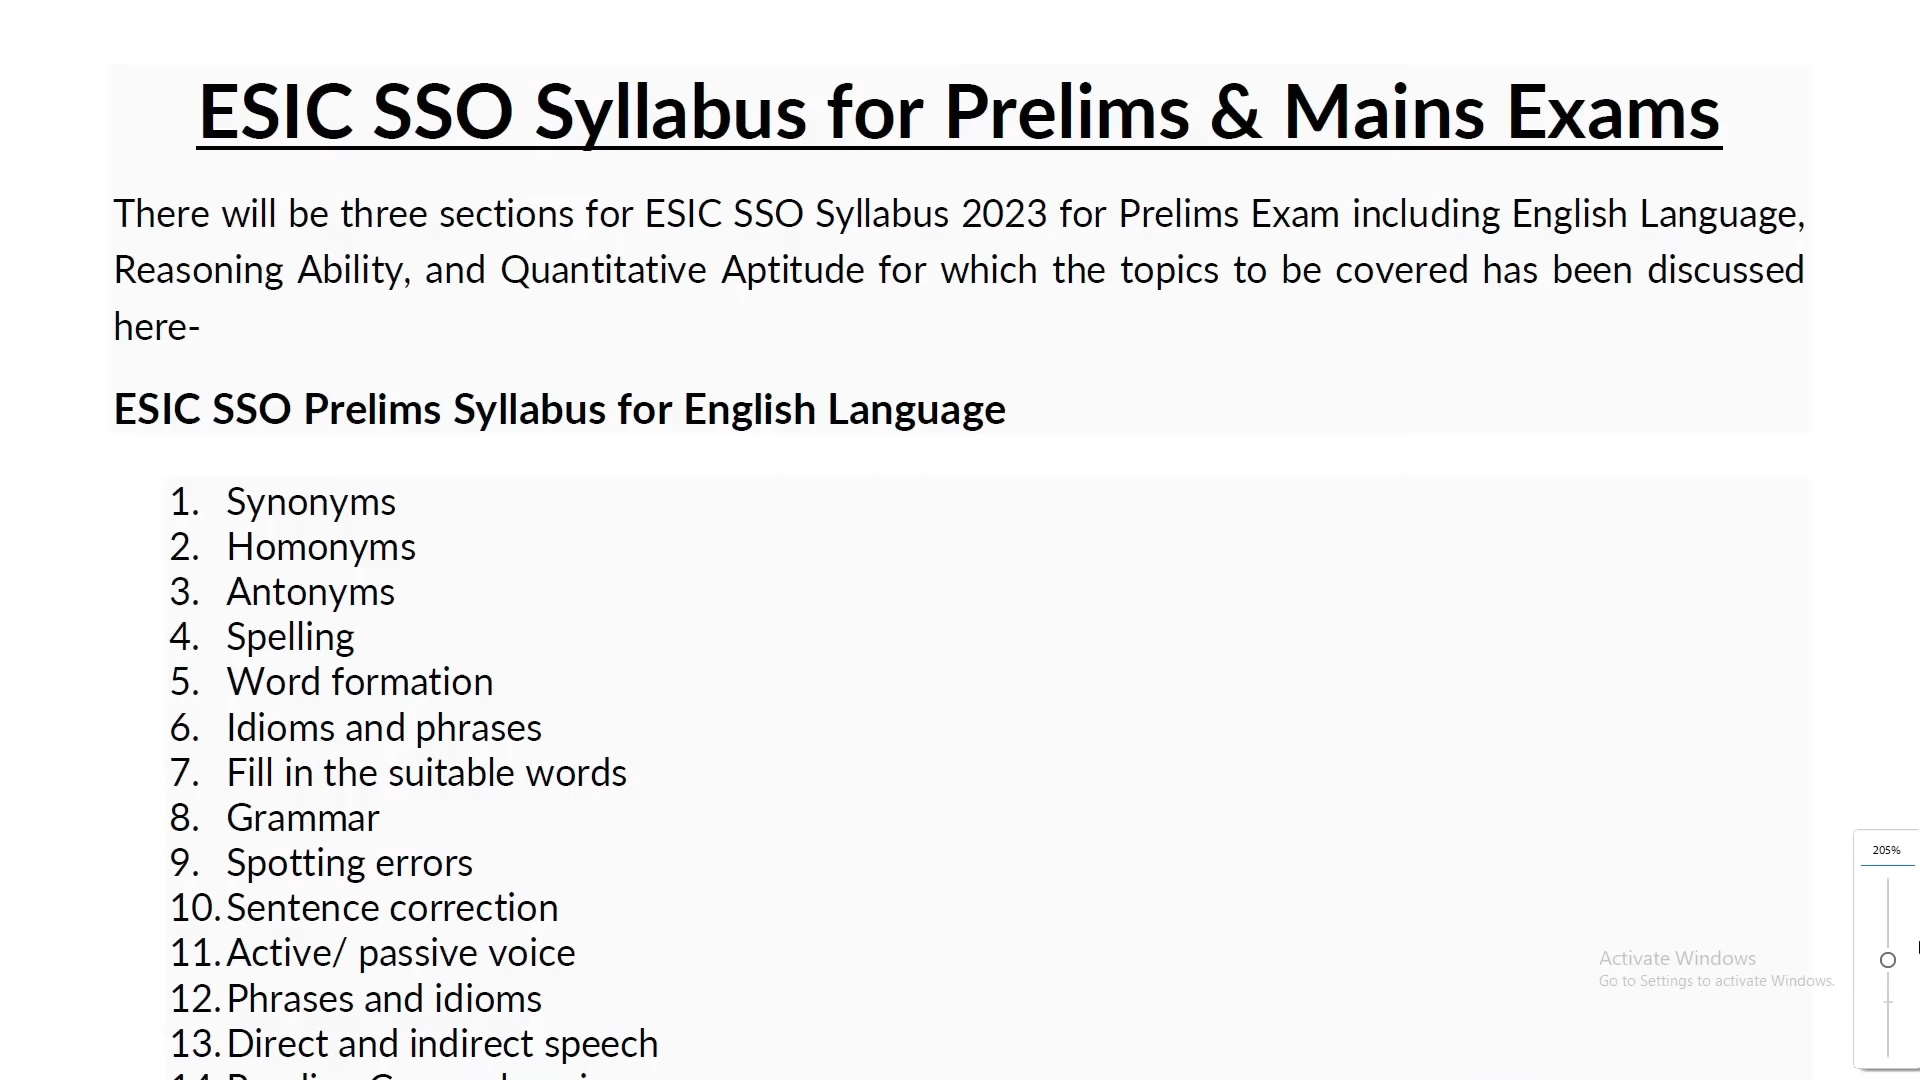 ESIC SSO Syllabus for Prelims & Mains Exams
There will be three sections for ESIC SSO Syllabus 2023 for Prelims Exam including English Language,
Reasoning Ability, and Quantitative Aptitude for which the topics to be covered has been discussed
here-
ESIC SSO Prelims Syllabus for English Language
1. Synonyms
2. Homonyms
3. Antonyms
4. Spelling
5. Word formation
6. Idioms and phrases
7. Fill in the suitable words
8. Grammar
9. Spotting errors
10. Sentence correction
11. Active/ passive voice
12. Phrases and idioms
13. Direct and indirect speech
205%
Activate Windows
Go to Settings to activate Windows.